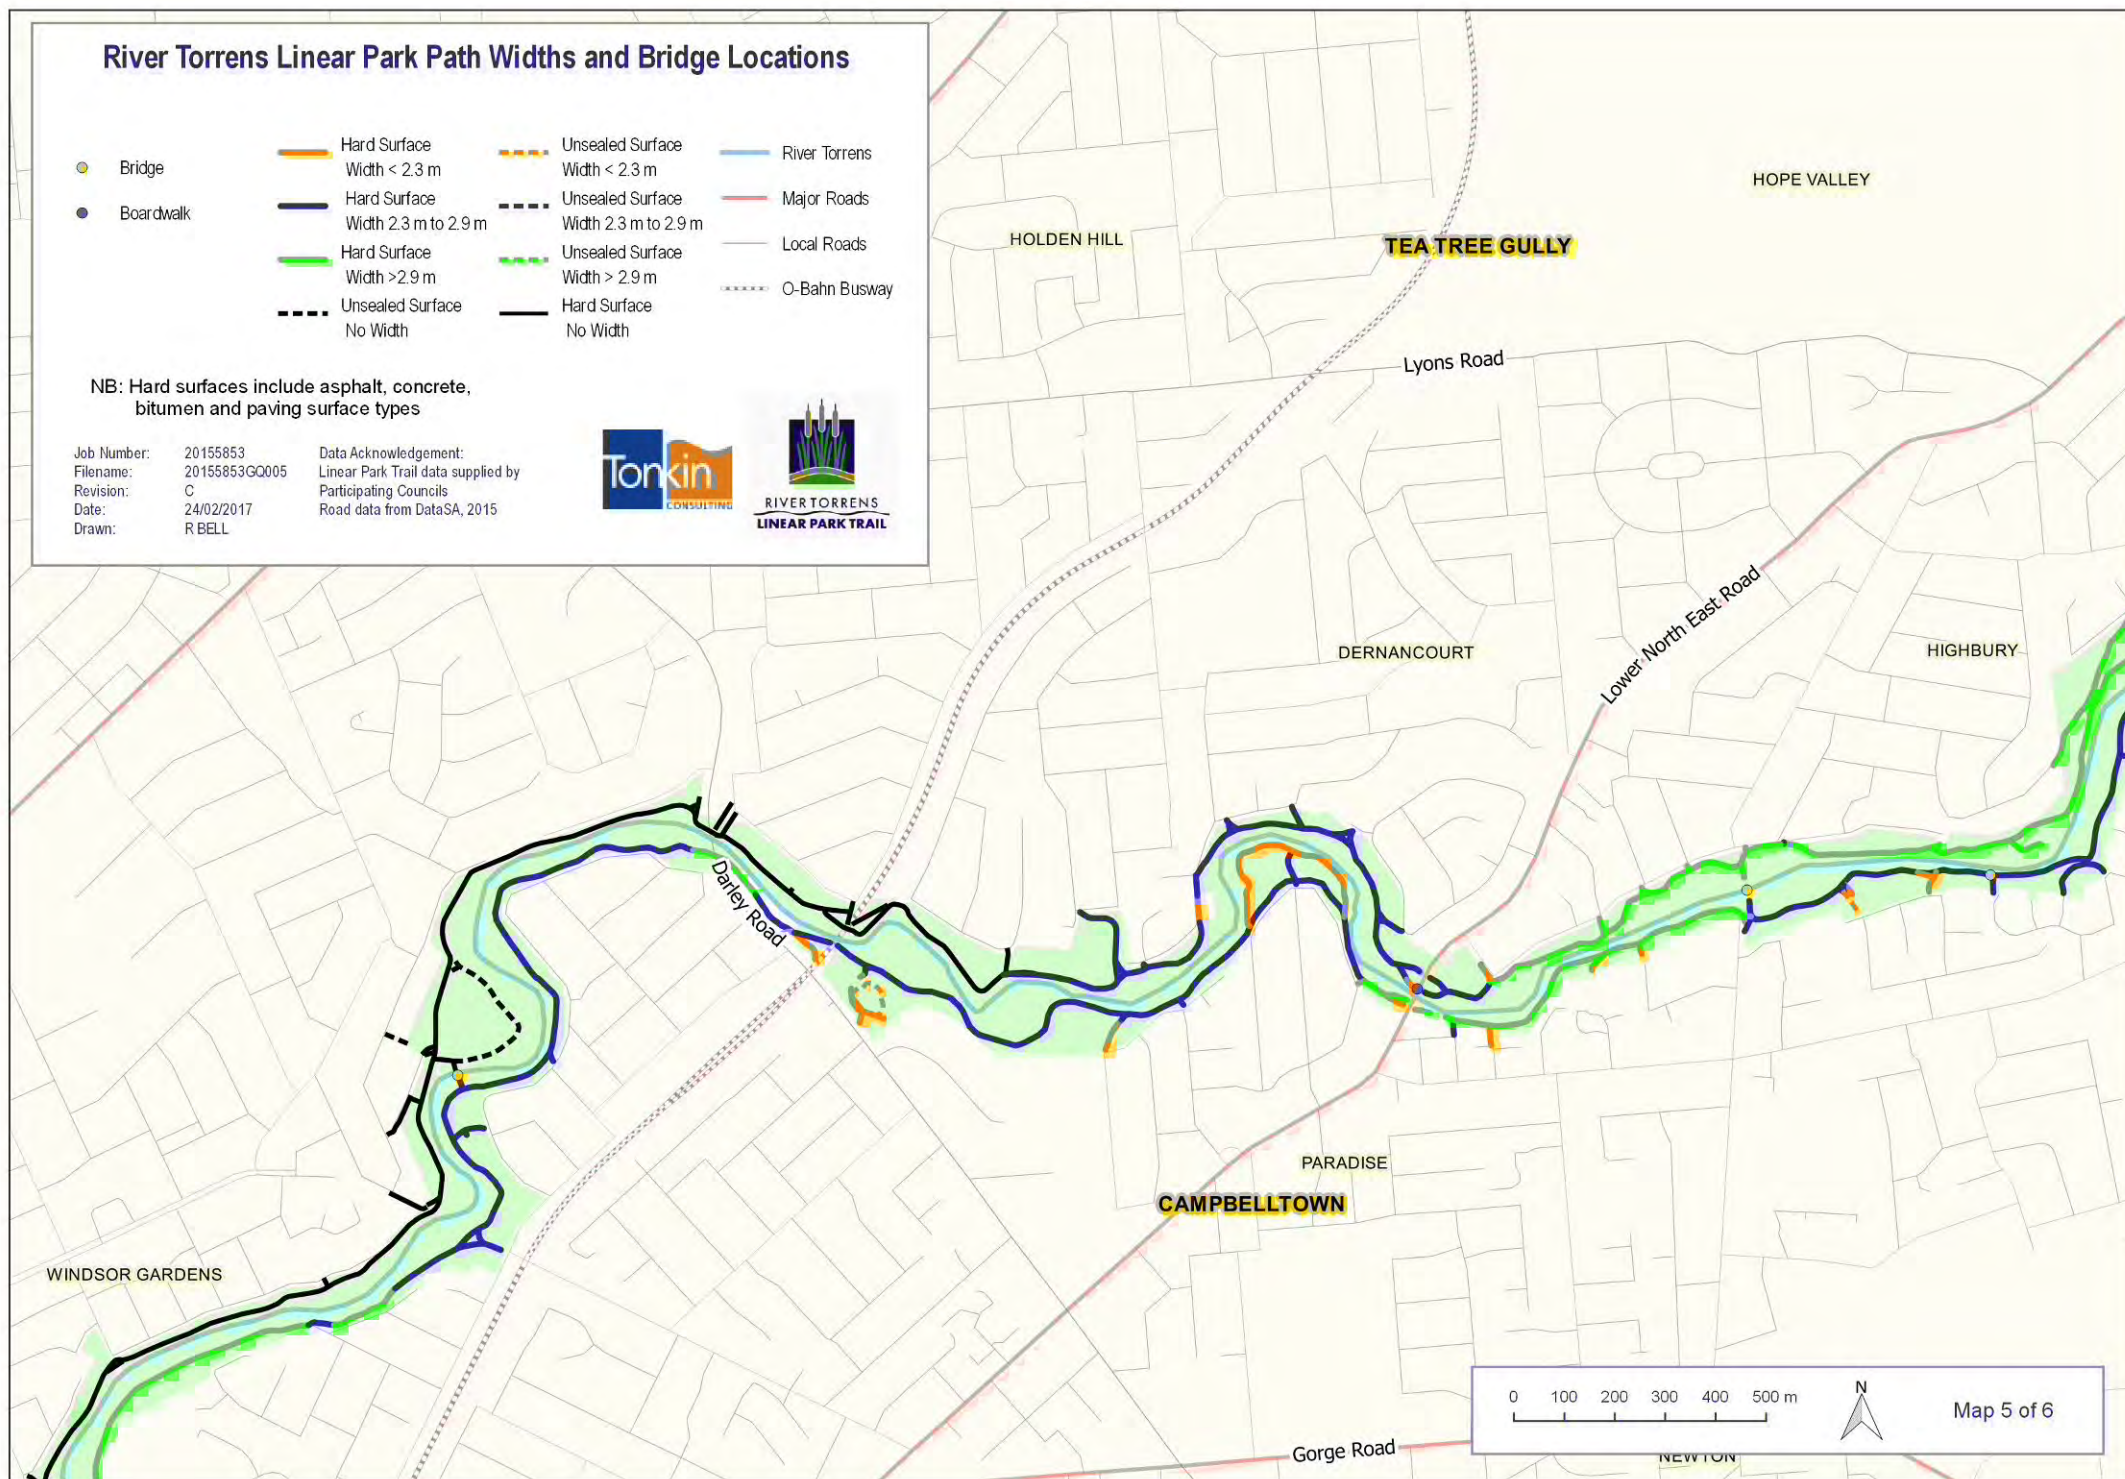 River Torrens Linear Park Path Widths and Bridge Locations
Bridge
Boardwalk
Hard Surface
Width < 2.3 m
Hard Surface
Width 2.3 m to 2.9 m
Hard Surface
Width >2.9 m
Unsealed Surface
No Width
Unsealed Surface
Width < 2.3 m
Unsealed Surface
Width 2.3 m to 2.9 m
Unsealed Surface
Width > 2.9 m
Hard Surface
No Width
River Torrens
Major Roads
Local Roads
O-Bahn Busway
NB: Hard surfaces include asphalt, concrete,
bitumen and paving surface types
Job Number: 20155853
Filename: 20155853GQ005
Revision: C
Date: 24/02/2017
Drawn: R BELL
Data Acknowledgement:
Linear Park Trail data supplied by
Participating Councils
Road data from DataSA, 2015
Tonkin
CONSULTING
RIVER TORRENS
LINEAR PARK TRAIL
HOPE VALLEY
HOLDEN HILL
TEA TREE GULLY
Lyons Road
Lower North East Road
DERNANCOURT
HIGHBURY
Darley Road
PARADISE
CAMPBELLTOWN
WINDSOR GARDENS
0 100 200 300 400 500 m
N
Map 5 of 6
Gorge Road
NEWTON